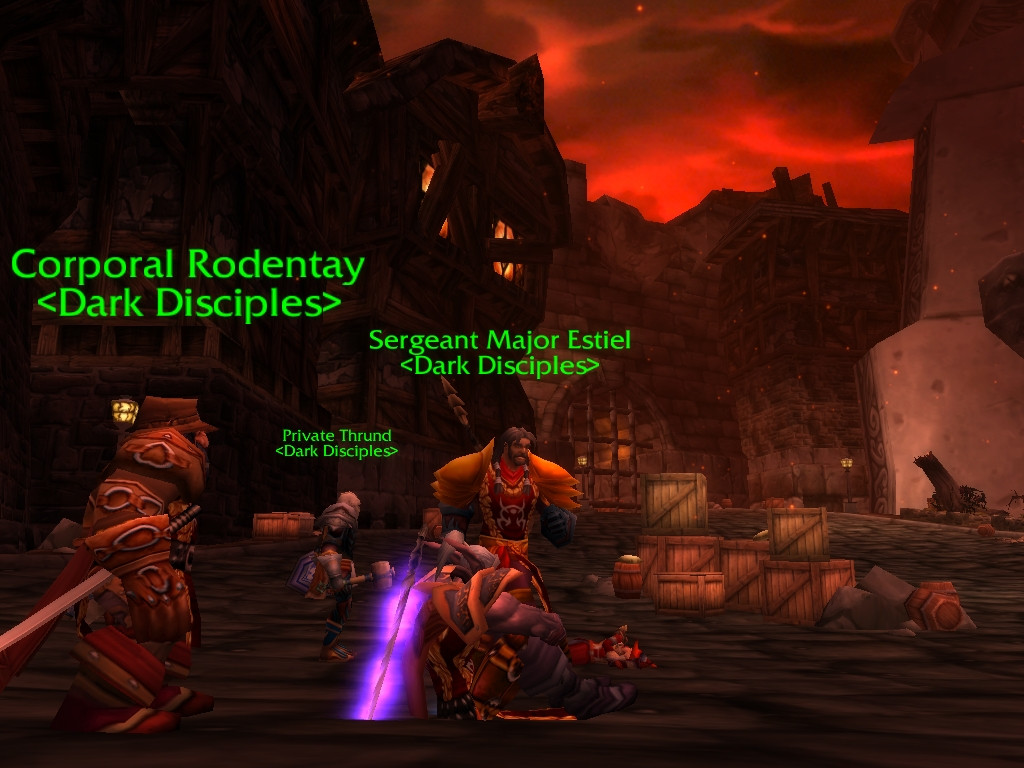 Corporal Rodentay
<Dark Disciples>
Sergeant Major Estiel
<Dark Disciples>
Private Thrund
<Dark Disciples>